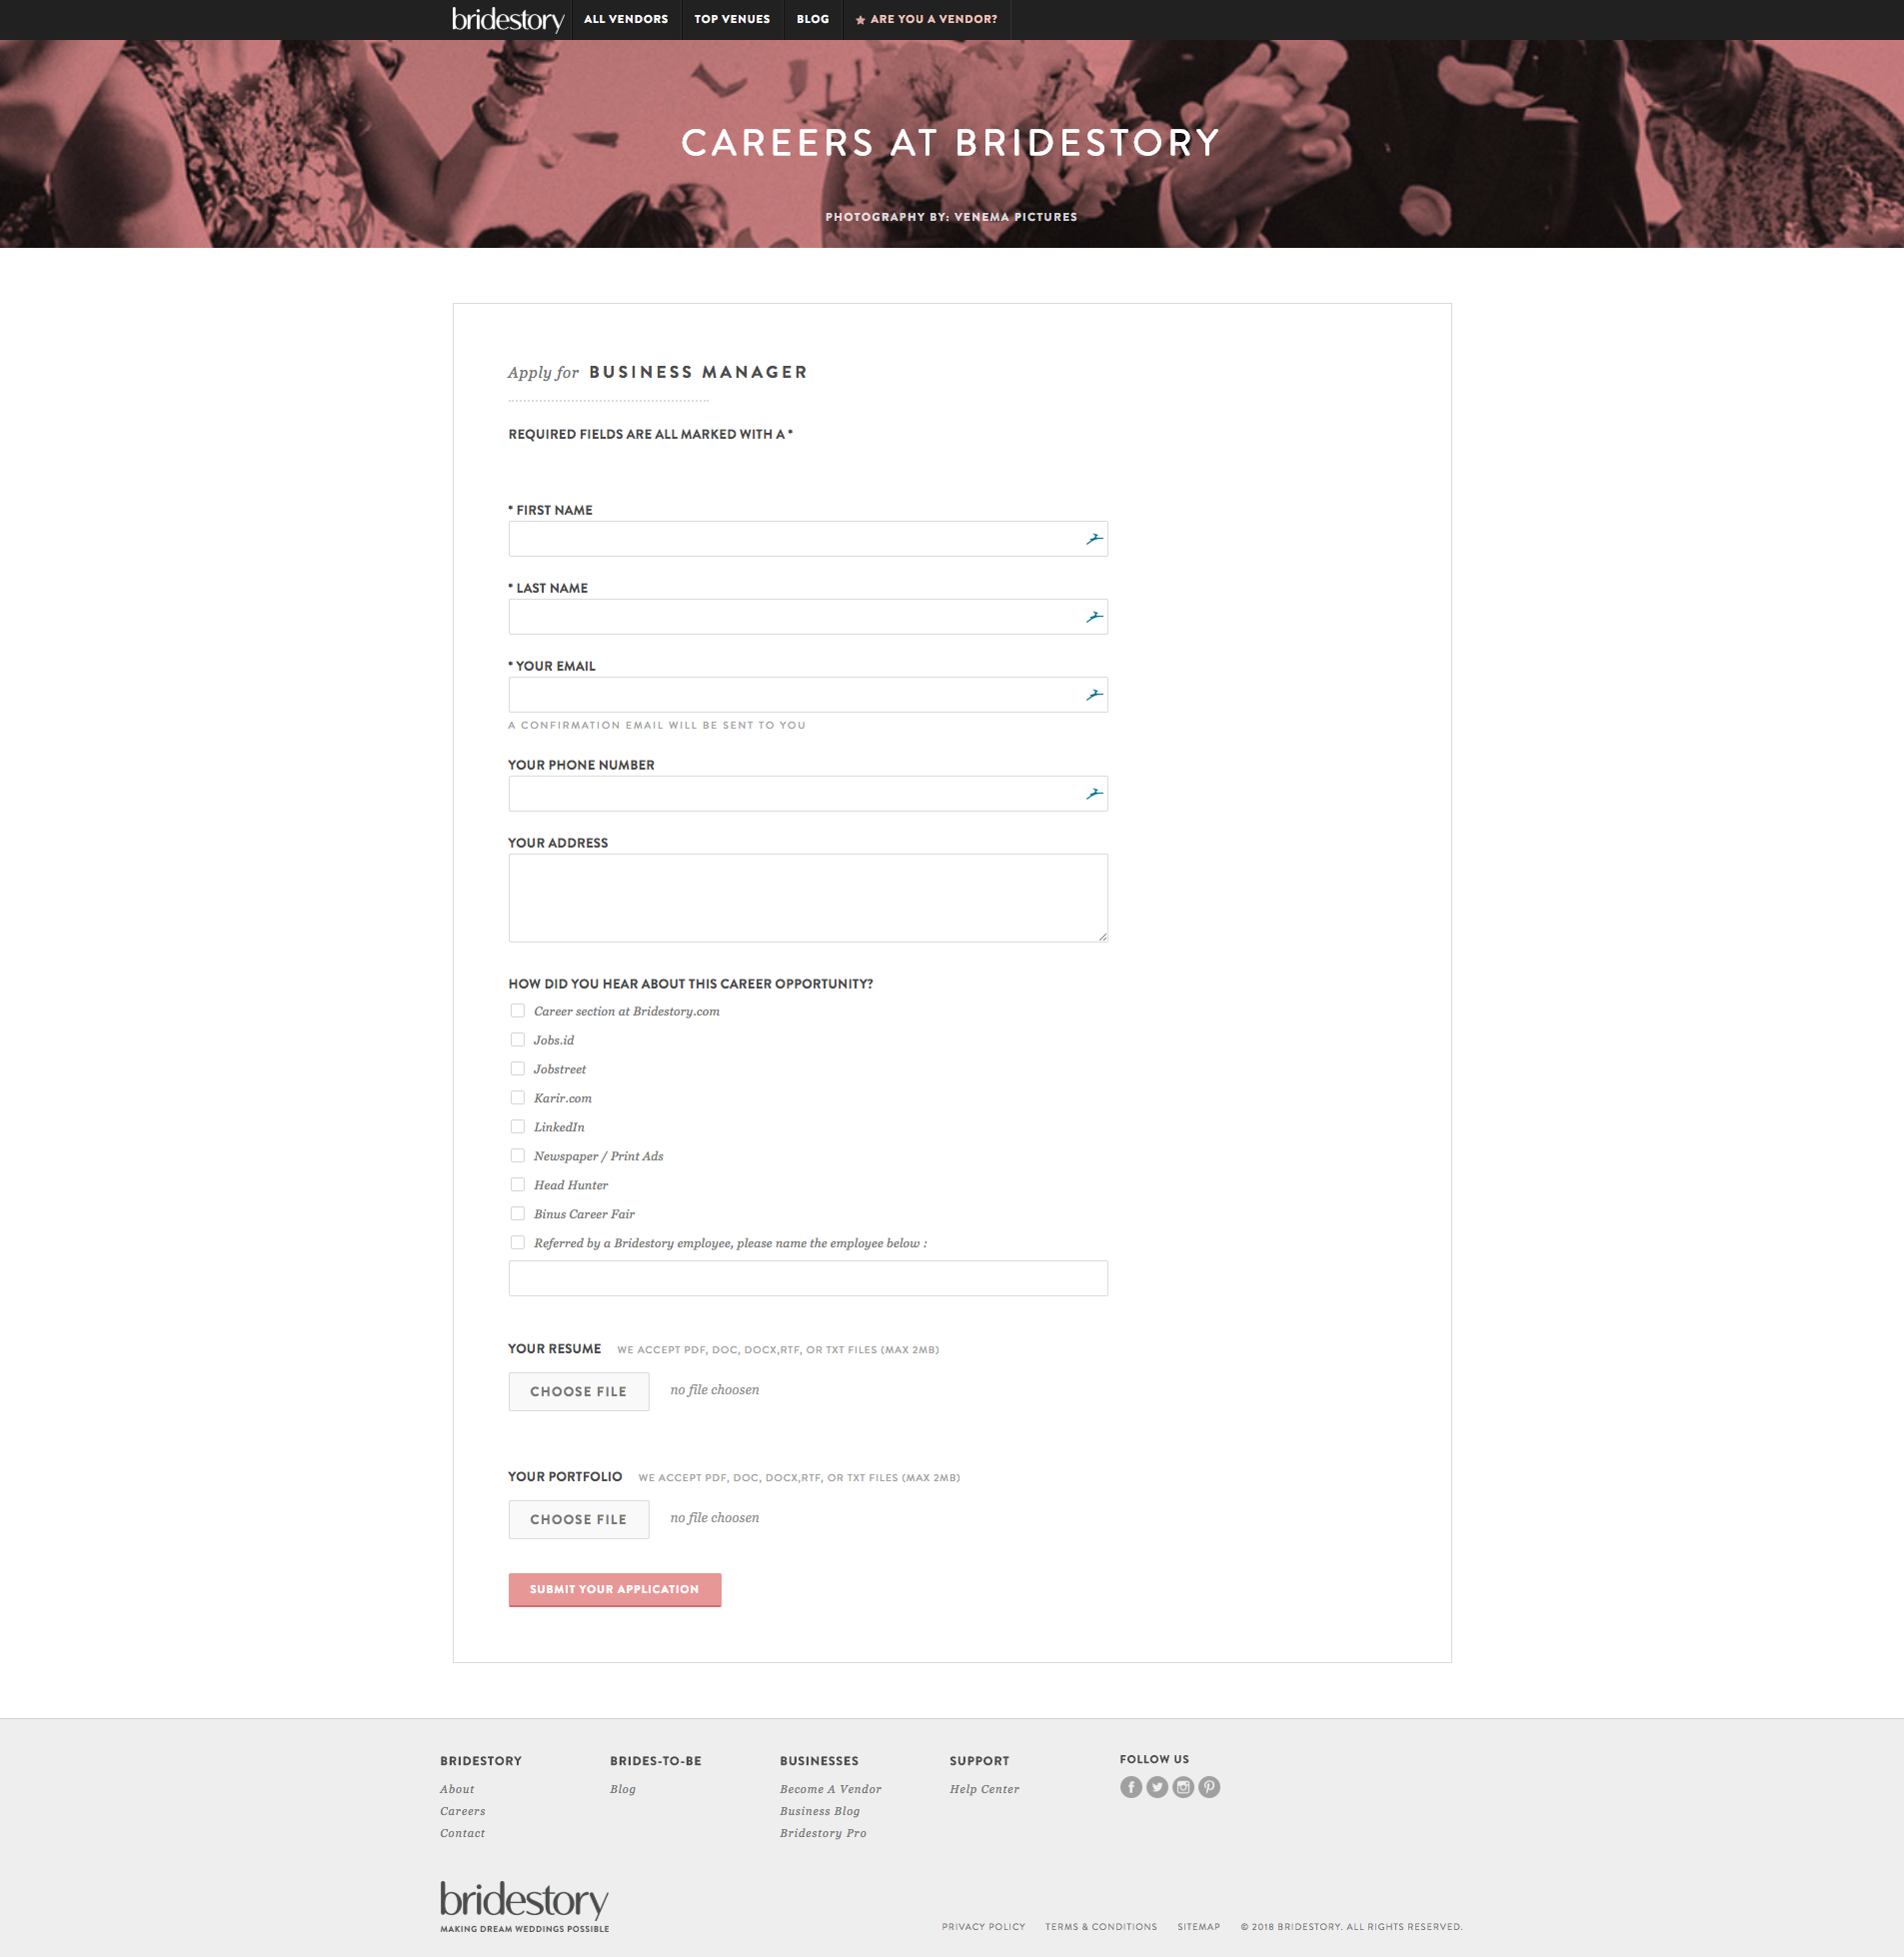 bridestory ALL VENDORS TOP VENUES BLOG ARE YOU A VENDOR?
CAREERS AT BRIDESTORY
PHOTOGRAPHY BY: VENEMA PICTURES
Apply for BUSINESS MANAGER
REQUIRED FIELDS ARE ALL MARKED WITH A *
* FIRST NAME
* LAST NAME
* YOUR EMAIL
A CONFIRMATION EMAIL WILL BE SENT TO YOU
YOUR PHONE NUMBER
YOUR ADDRESS
HOW DID YOU HEAR ABOUT THIS CAREER OPPORTUNITY?
Career section at Bridestory.com
Jobs.id
Jobstreet
Karir.com
LinkedIn
Newspaper / Print Ads
Head Hunter
Binus Career Fair
Referred by a Bridestory employee, please name the employee below :
YOUR RESUME WE ACCEPT PDF, DOC, DOCX,RTF, OR TXT FILES (MAX 2MB)
CHOOSE FILE no file choosen
YOUR PORTFOLIO WE ACCEPT PDF, DOC, DOCX,RTF, OR TXT FILES (MAX 2MB)
CHOOSE FILE no file choosen
SUBMIT YOUR APPLICATION
BRIDESTORY
About
Careers
Contact
BRIDES-TO-BE
Blog
BUSINESSES
Become A Vendor
Business Blog
Bridestory Pro
SUPPORT
Help Center
FOLLOW US
bridestory
MAKING DREAM WEDDINGS POSSIBLE
PRIVACY POLICY TERMS & CONDITIONS SITEMAP © 2018 BRIDESTORY. ALL RIGHTS RESERVED.